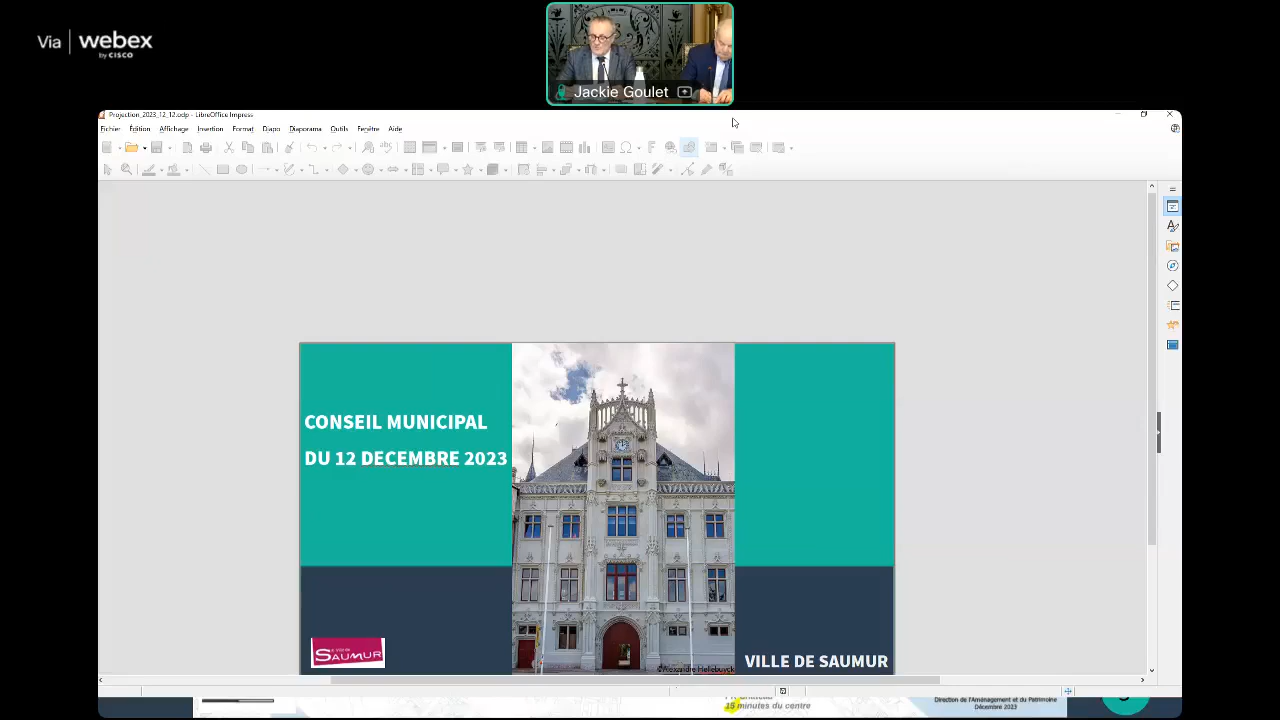 Via webex
by CISCO
Jackie Goulet
Projection_2023_12_12.odp - LibreOffice Impress
Fichier Édition Affichage Insertion Format Diapo Diaporama Outils Fenêtre Aide
CONSEIL MUNICIPAL
DU 12 DECEMBRE 2023
SAUMUR
©Alexandre Hellebuyck
VILLE DE SAUMUR
15 minutes du centre
Direction de l'Aménagement et du Patrimoine
Décembre 2023